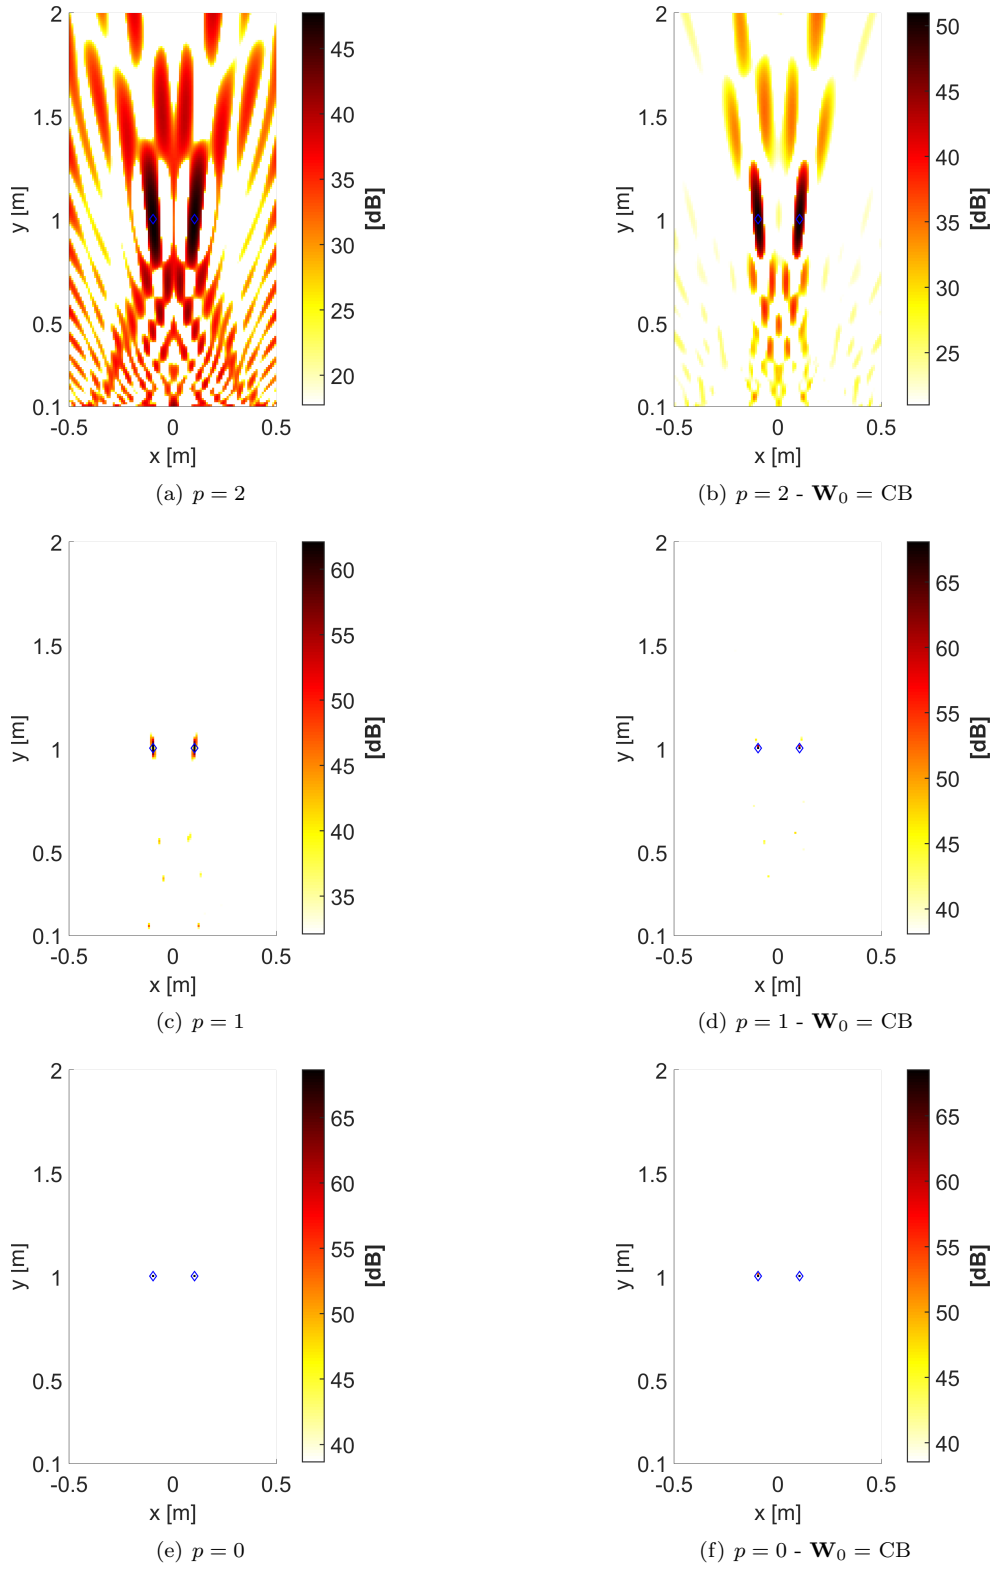 2
1.5
1
0.5
0.1
-0.5 0 0.5
x [m]
y [m]
45
40
35
30
25
20
[dB]
(a) p = 2
2
1.5
1
0.5
0.1
-0.5 0 0.5
x [m]
y [m]
50
45
40
35
30
25
[dB]
(b) p = 2 - W₀ = CB
2
1.5
1
0.5
0.1
-0.5 0 0.5
x [m]
y [m]
60
55
50
45
40
35
[dB]
(c) p = 1
2
1.5
1
0.5
0.1
-0.5 0 0.5
x [m]
y [m]
65
60
55
50
45
40
[dB]
(d) p = 1 - W₀ = CB
2
1.5
1
0.5
0.1
-0.5 0 0.5
x [m]
y [m]
65
60
55
50
45
40
[dB]
(e) p = 0
2
1.5
1
0.5
0.1
-0.5 0 0.5
x [m]
y [m]
65
60
55
50
45
40
[dB]
(f) p = 0 - W₀ = CB